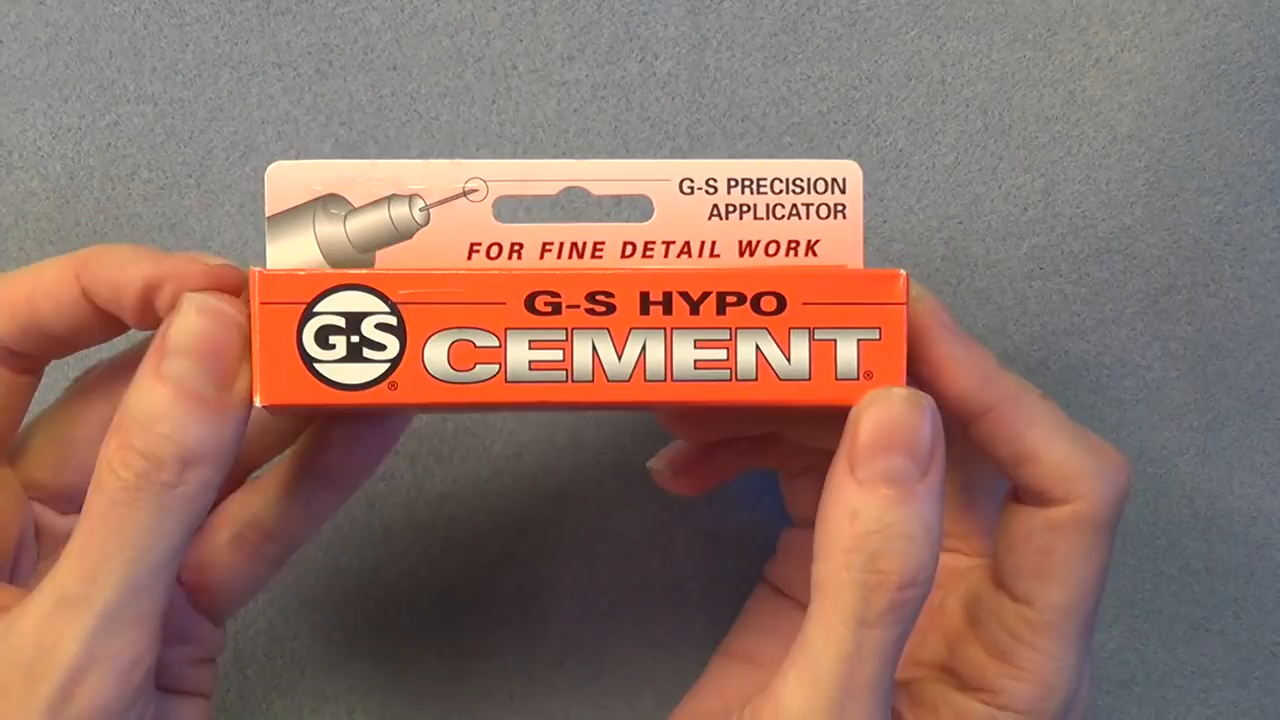 G-S PRECISION
APPLICATOR
FOR FINE DETAIL WORK
G-S HYPO
G-S ®
CEMENT®